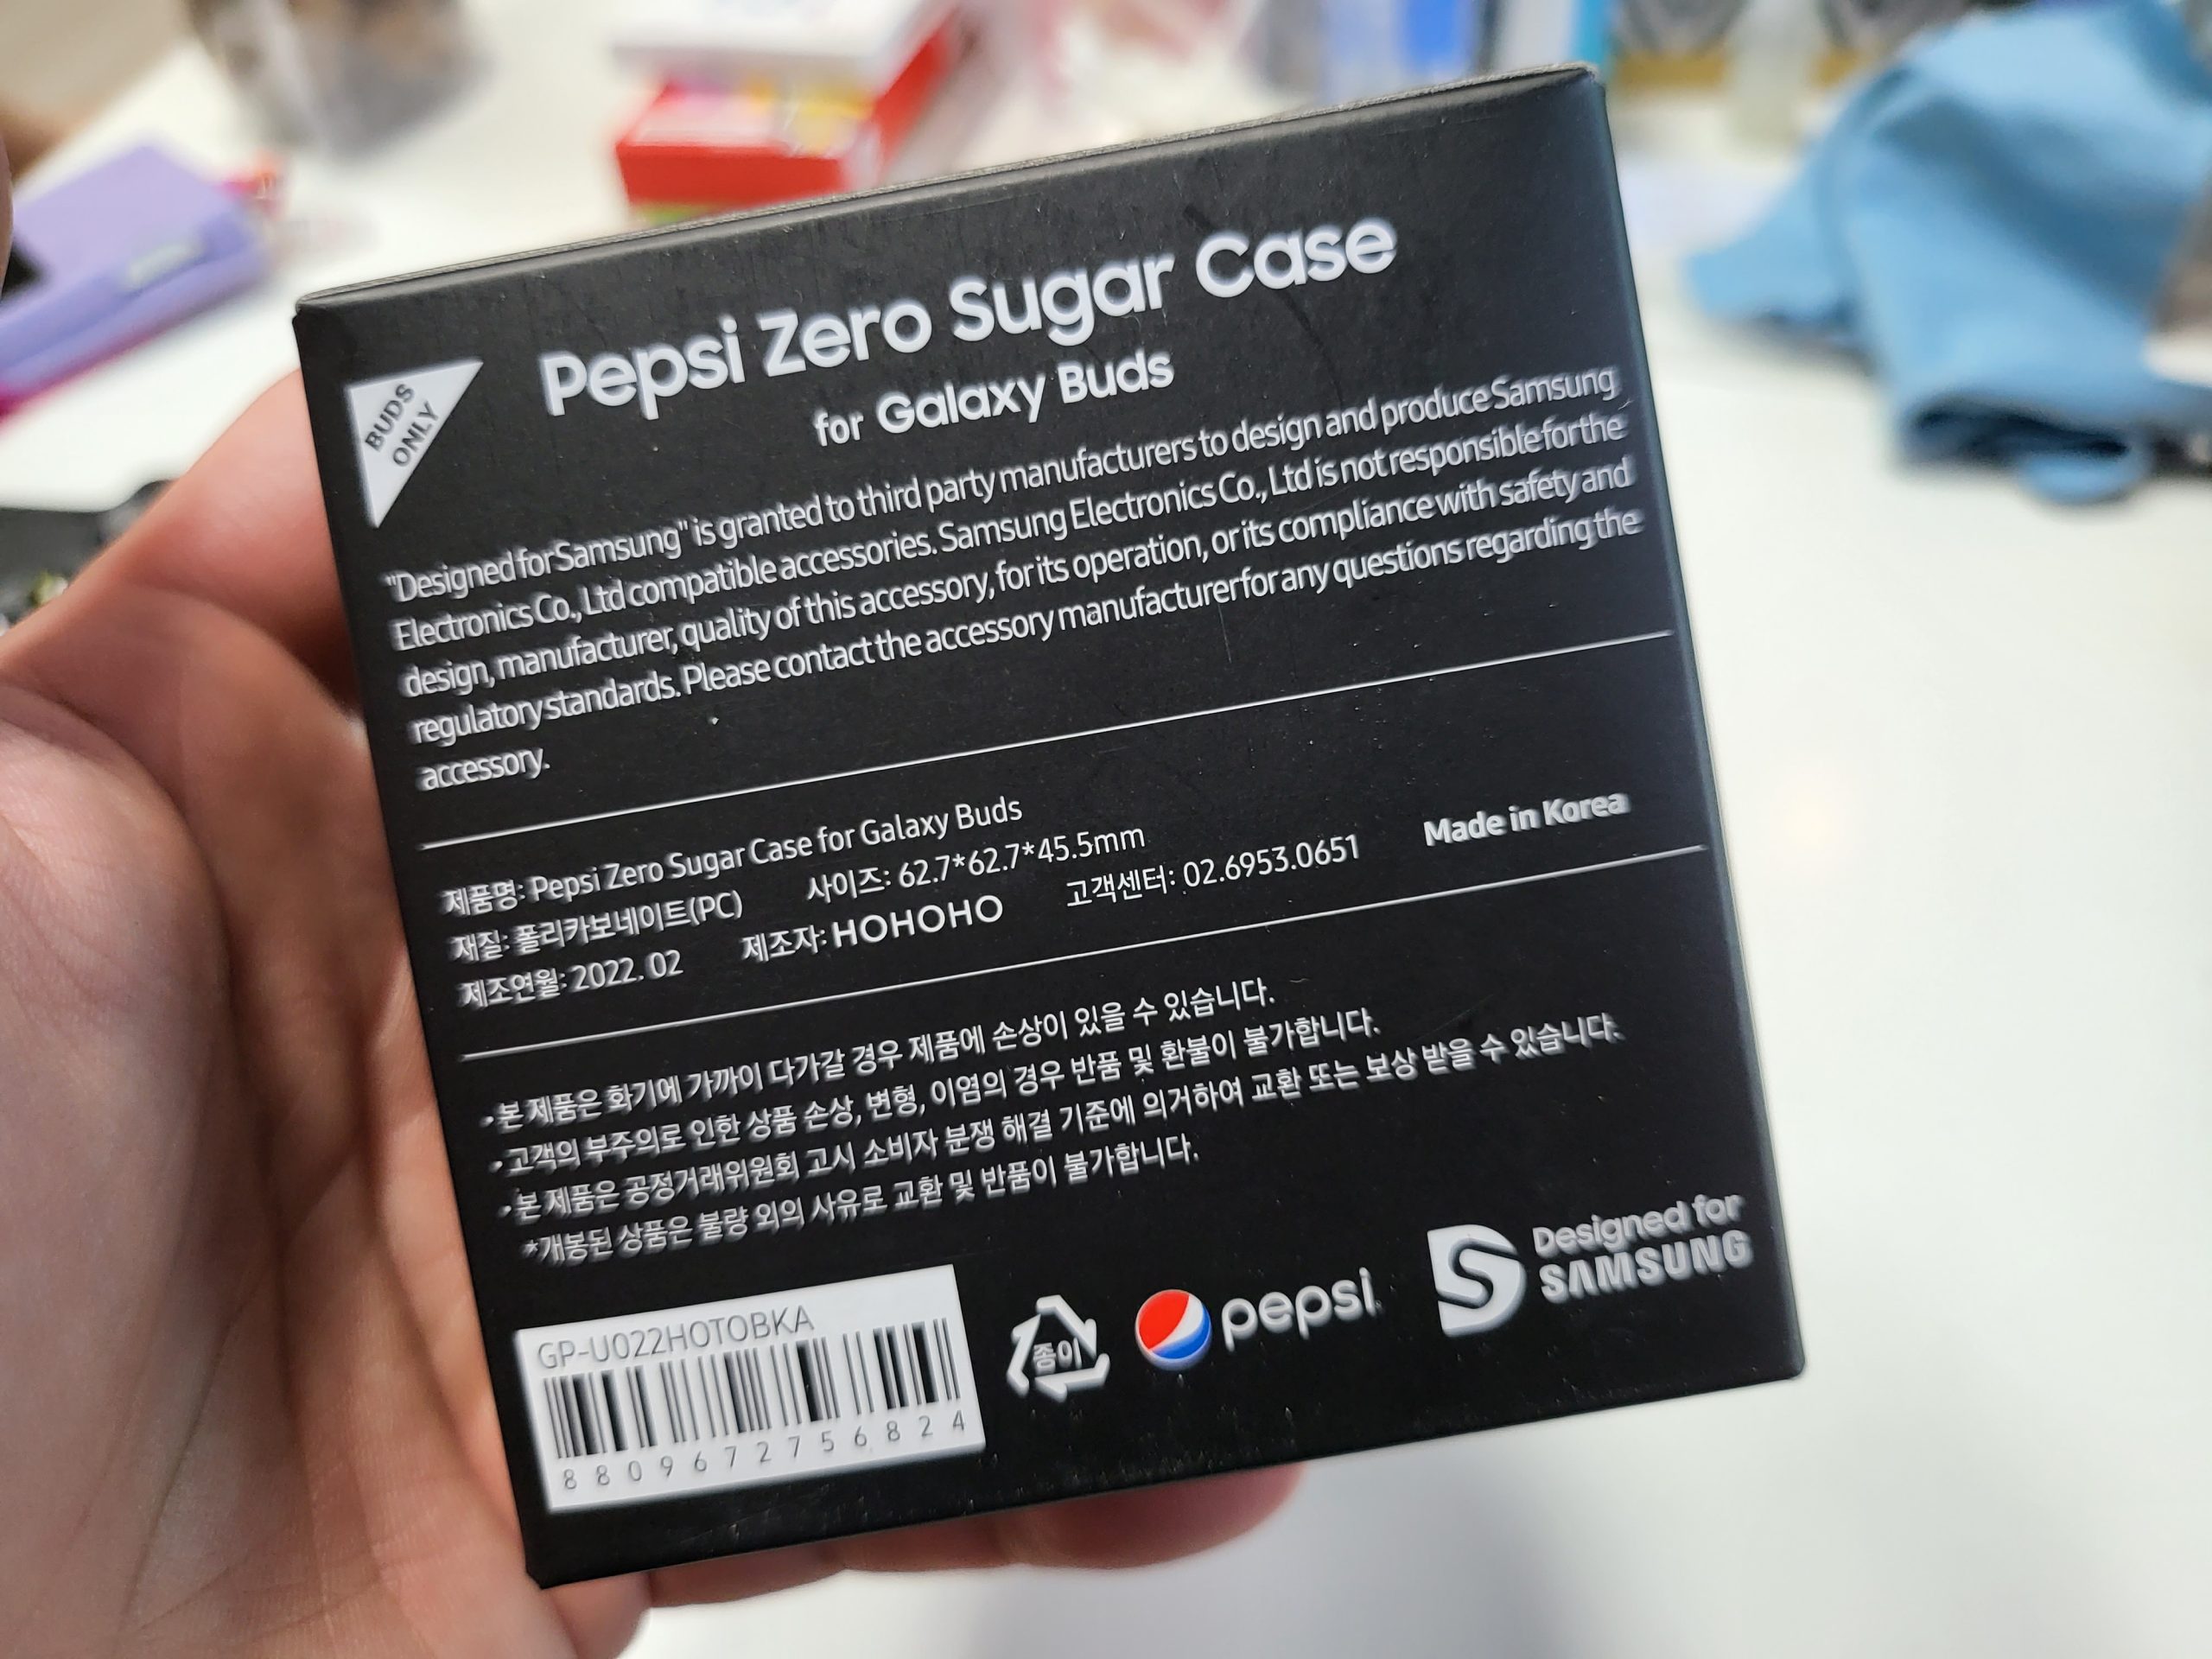 BUDS
ONLY
Pepsi Zero Sugar Case
for Galaxy Buds
"Designed for Samsung" is granted to third party manufacturers to design and produce Samsung
Electronics Co., Ltd compatible accessories. Samsung Electronics Co., Ltd is not responsible for the
design, manufacturer, quality of this accessory, for its operation, or its compliance with safety and
regulatory standards. Please contact the accessory manufacturer for any questions regarding the
accessory.
제품명: Pepsi Zero Sugar Case for Galaxy Buds
재질: 폴리카보네이트(PC) 사이즈: 62.7*62.7*45.5mm
제조연월: 2022. 02 제조자: HOHOHO 고객센터: 02.6953.0651 Made in Korea
• 본 제품은 화기에 가까이 다가갈 경우 제품에 손상이 있을 수 있습니다.
• 고객의 부주의로 인한 상품 손상, 변형, 이염의 경우 반품 및 환불이 불가합니다.
• 본 제품은 공정거래위원회 고시 소비자 분쟁 해결 기준에 의거하여 교환 또는 보상 받을 수 있습니다.
*개봉된 상품은 불량 외의 사유로 교환 및 반품이 불가합니다.
GP-U022HOTOBKA
8809672756824
종이
pepsi
Designed for
SAMSUNG